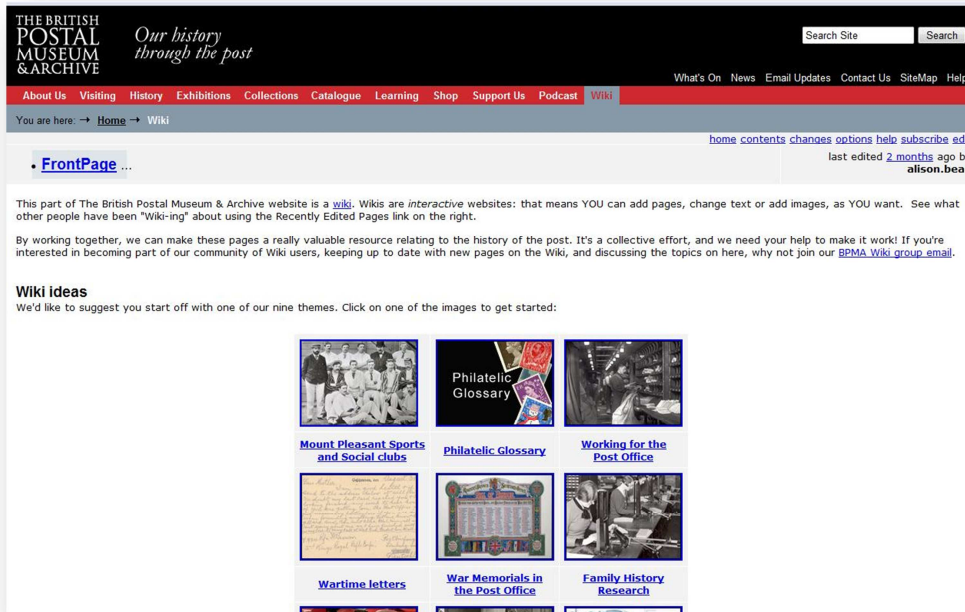 THE BRITISH
POSTAL
MUSEUM
& ARCHIVE
Our history
through the post
Search Site
Search
What's On News Email Updates Contact Us SiteMap Help
About Us Visiting History Exhibitions Collections Catalogue Learning Shop Support Us Podcast Wiki
You are here: → Home → Wiki
home contents changes options help subscribe ed
• FrontPage ...
last edited 2 months ago b
alison.bea
This part of The British Postal Museum & Archive website is a wiki. Wikis are interactive websites: that means YOU can add pages, change text or add images, as YOU want. See what
other people have been "Wiki-ing" about using the Recently Edited Pages link on the right.
By working together, we can make these pages a really valuable resource relating to the history of the post. It's a collective effort, and we need your help to make it work! If you're
interested in becoming part of our community of Wiki users, keeping up to date with new pages on the Wiki, and discussing the topics on here, why not join our BPMA Wiki group email.
Wiki ideas
We'd like to suggest you start off with one of our nine themes. Click on one of the images to get started:
Philatelic
Glossary
Mount Pleasant Sports
and Social clubs
Philatelic Glossary
Working for the
Post Office
Wartime letters
War Memorials in
the Post Office
Family History
Research